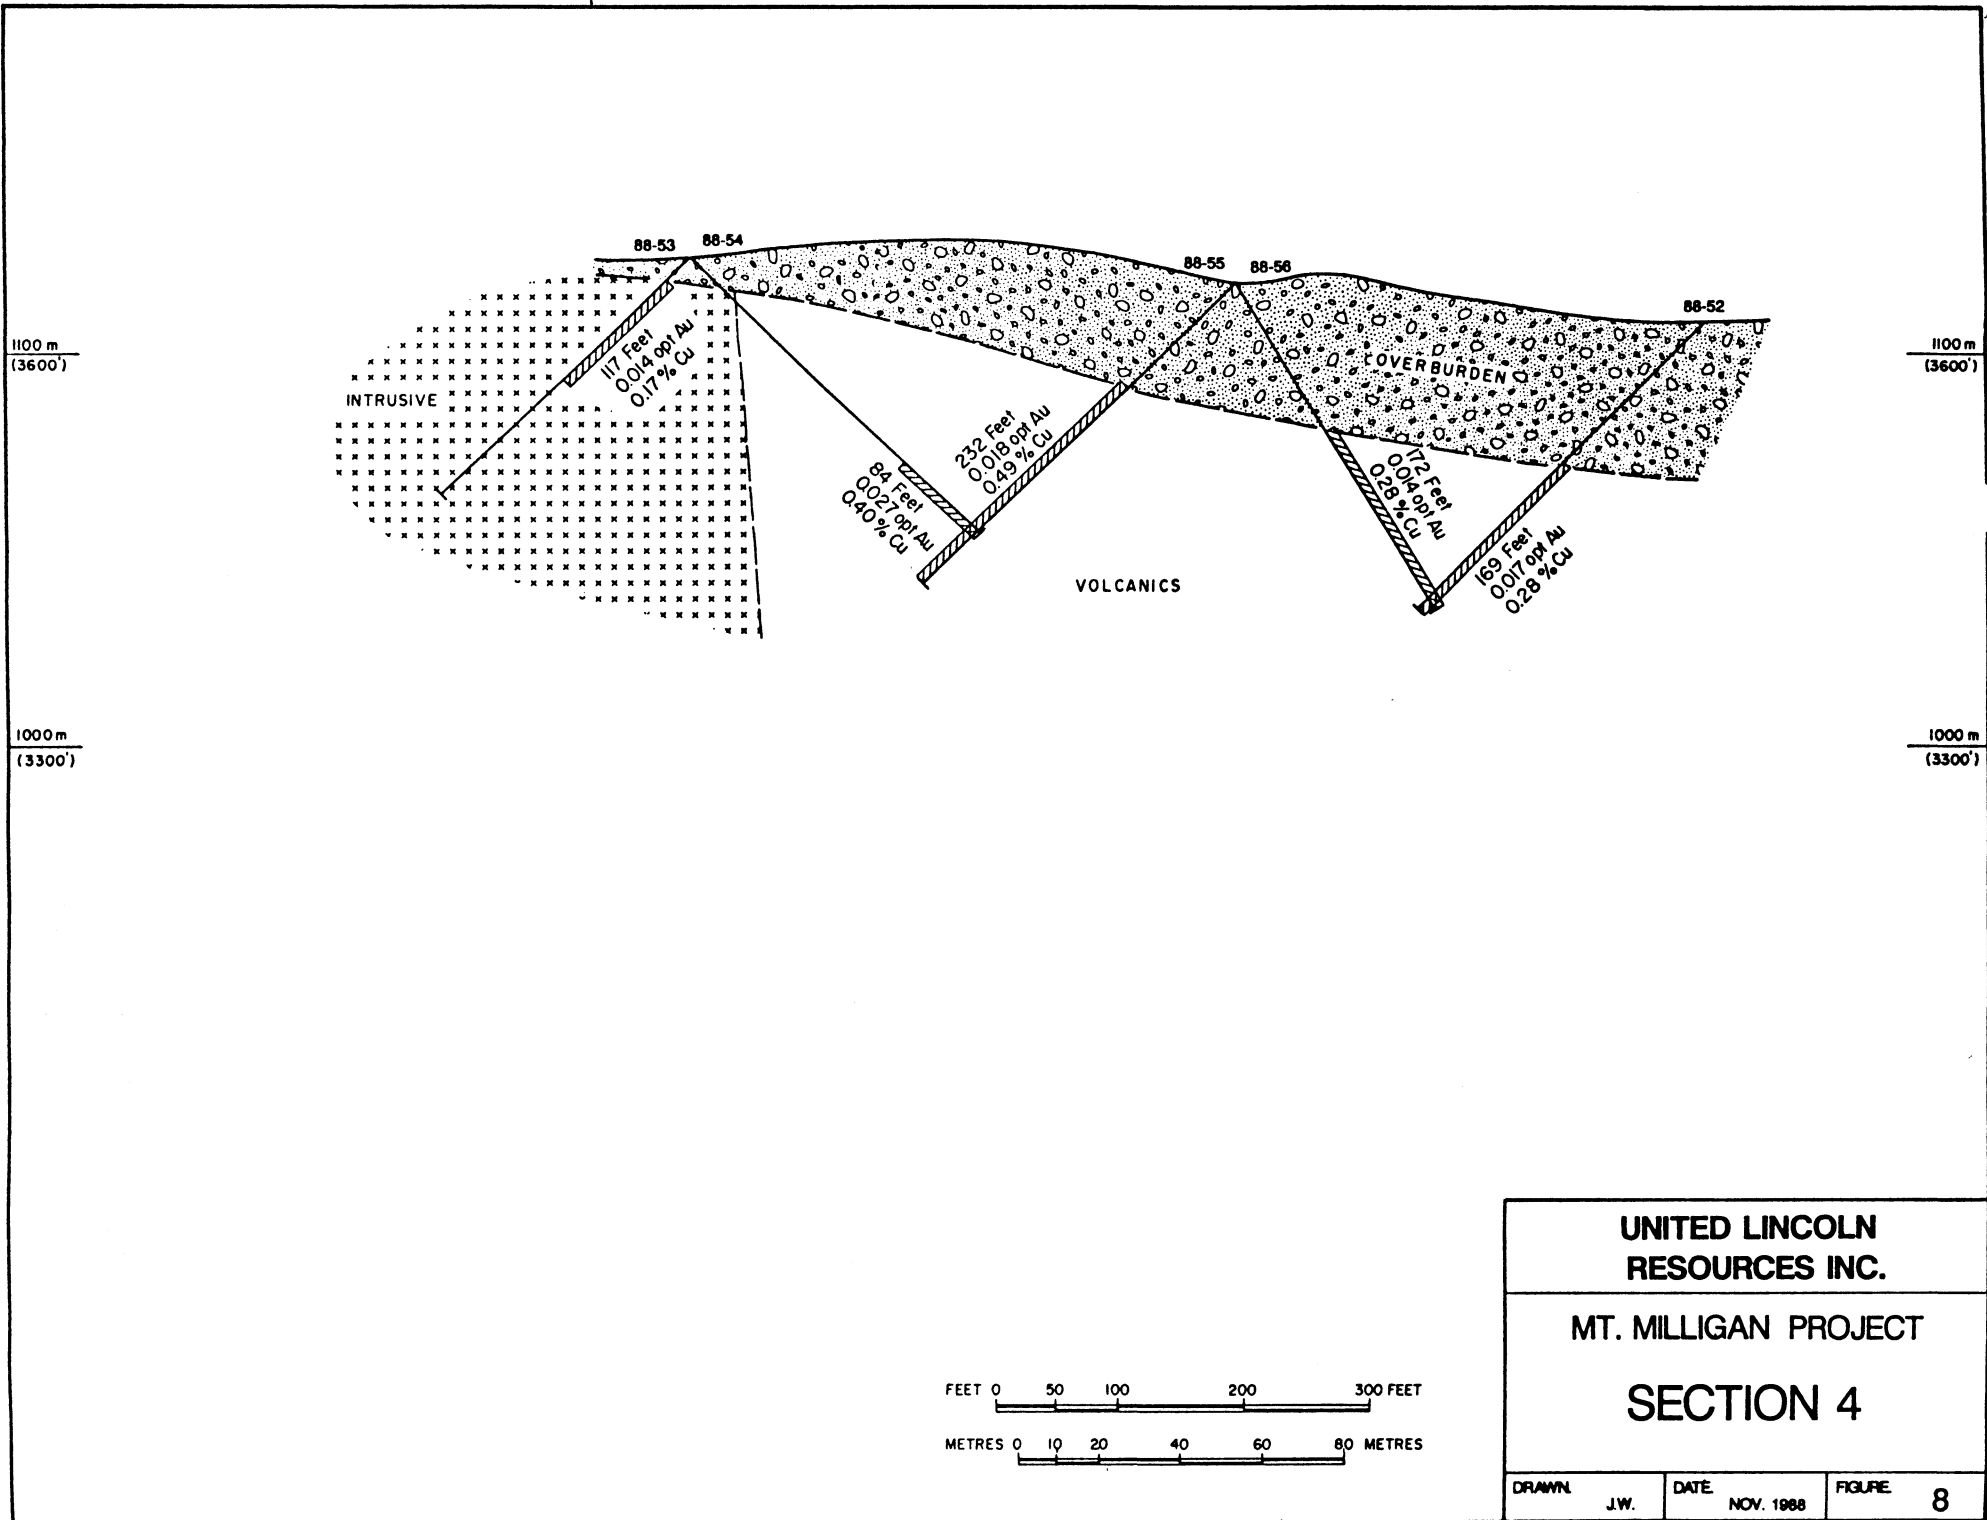 88-53 88-54
88-55 88-56
88-52
1100 m
(3600')
1100 m
(3600')
INTRUSIVE
OVERBURDEN
117 Feet
0.014 opt Au
0.17 % Cu
84 Feet
0.027 opt Au
0.40 % Cu
232 Feet
0.018 opt Au
0.49 % Cu
172 Feet
0.014 opt Au
0.28 % Cu
169 Feet
0.017 opt Au
0.28 % Cu
VOLCANICS
1000 m
(3300')
1000 m
(3300')
FEET 0 50 100 200 300 FEET
METRES 0 10 20 40 60 80 METRES
UNITED LINCOLN
RESOURCES INC.
MT. MILLIGAN PROJECT
SECTION 4
DRAWN. J.W.
DATE. NOV. 1988
FIGURE. 8